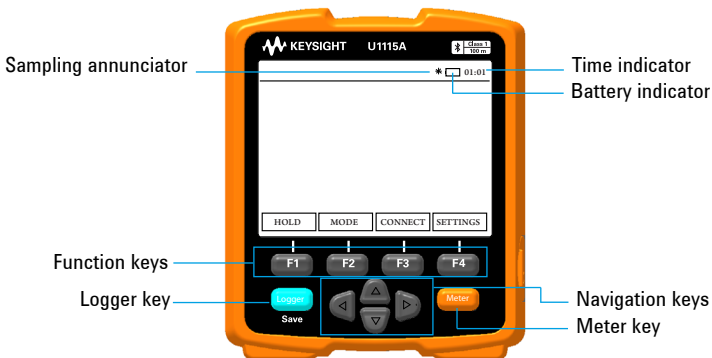 KEYSIGHT U1115A
Class 1
100 m
Sampling annunciator
01:01
Time indicator
Battery indicator
HOLD MODE CONNECT SETTINGS
F1 F2 F3 F4
Function keys
Logger key
Logger
Save
Meter
Navigation keys
Meter key